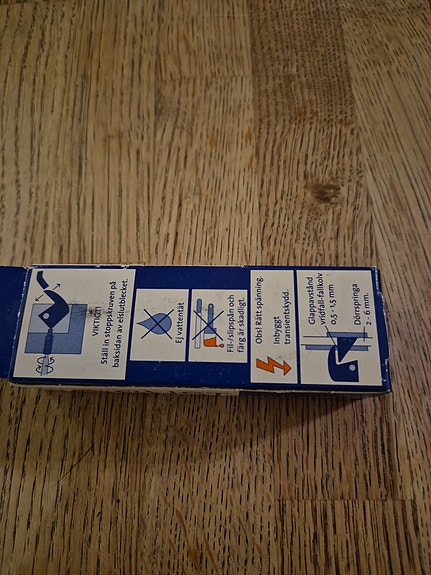 VIKTIGT!
Ställ in stoppskruven på
baksidan av elslutblecket.
Ej vattentät
Fil-/slipspån och
färg är skadligt.
Obs! Rätt spänning.
Inbyggt
transientskydd.
Glappavstånd
vridfall-fallkolv
0,5 - 1,5 mm
Dörrspringa
2 - 6 mm.